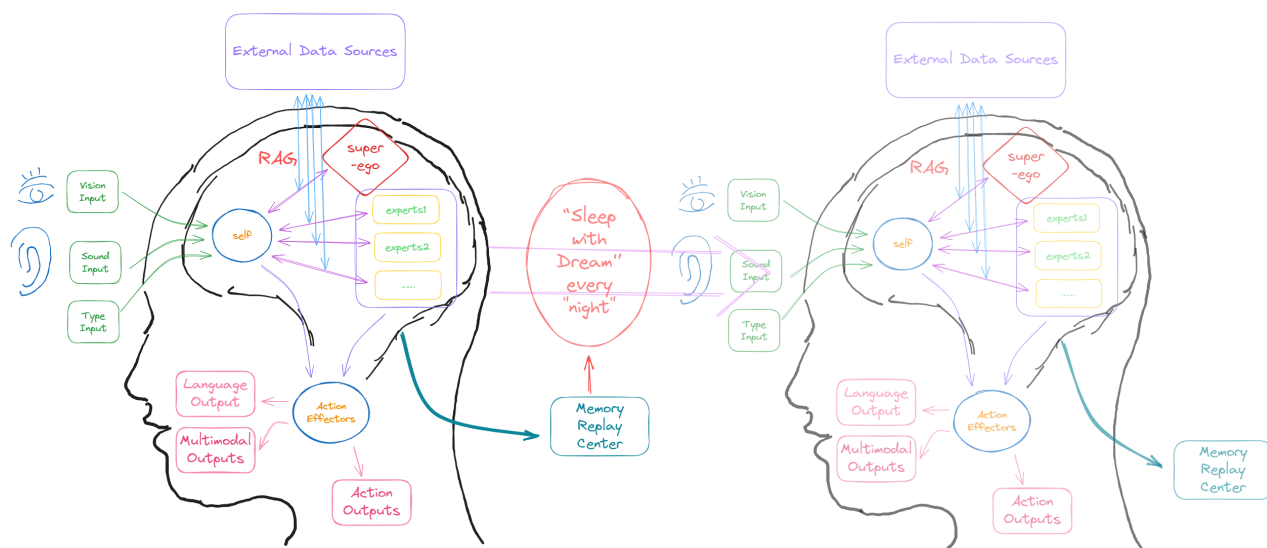 External Data Sources
RAG
super
-ego
Vision
Input
experts1
self
experts2
Sound
Input
......
Type
Input
Language
Output
Action
Effectors
Multimodal
Outputs
Action
Outputs
Memory
Replay
Center
"Sleep
with
Dream"
every
"night"
External Data Sources
RAG
super
-ego
Vision
Input
experts1
self
experts2
Sound
Input
......
Type
Input
Language
Output
Action
Effectors
Multimodal
Outputs
Action
Outputs
Memory
Replay
Center